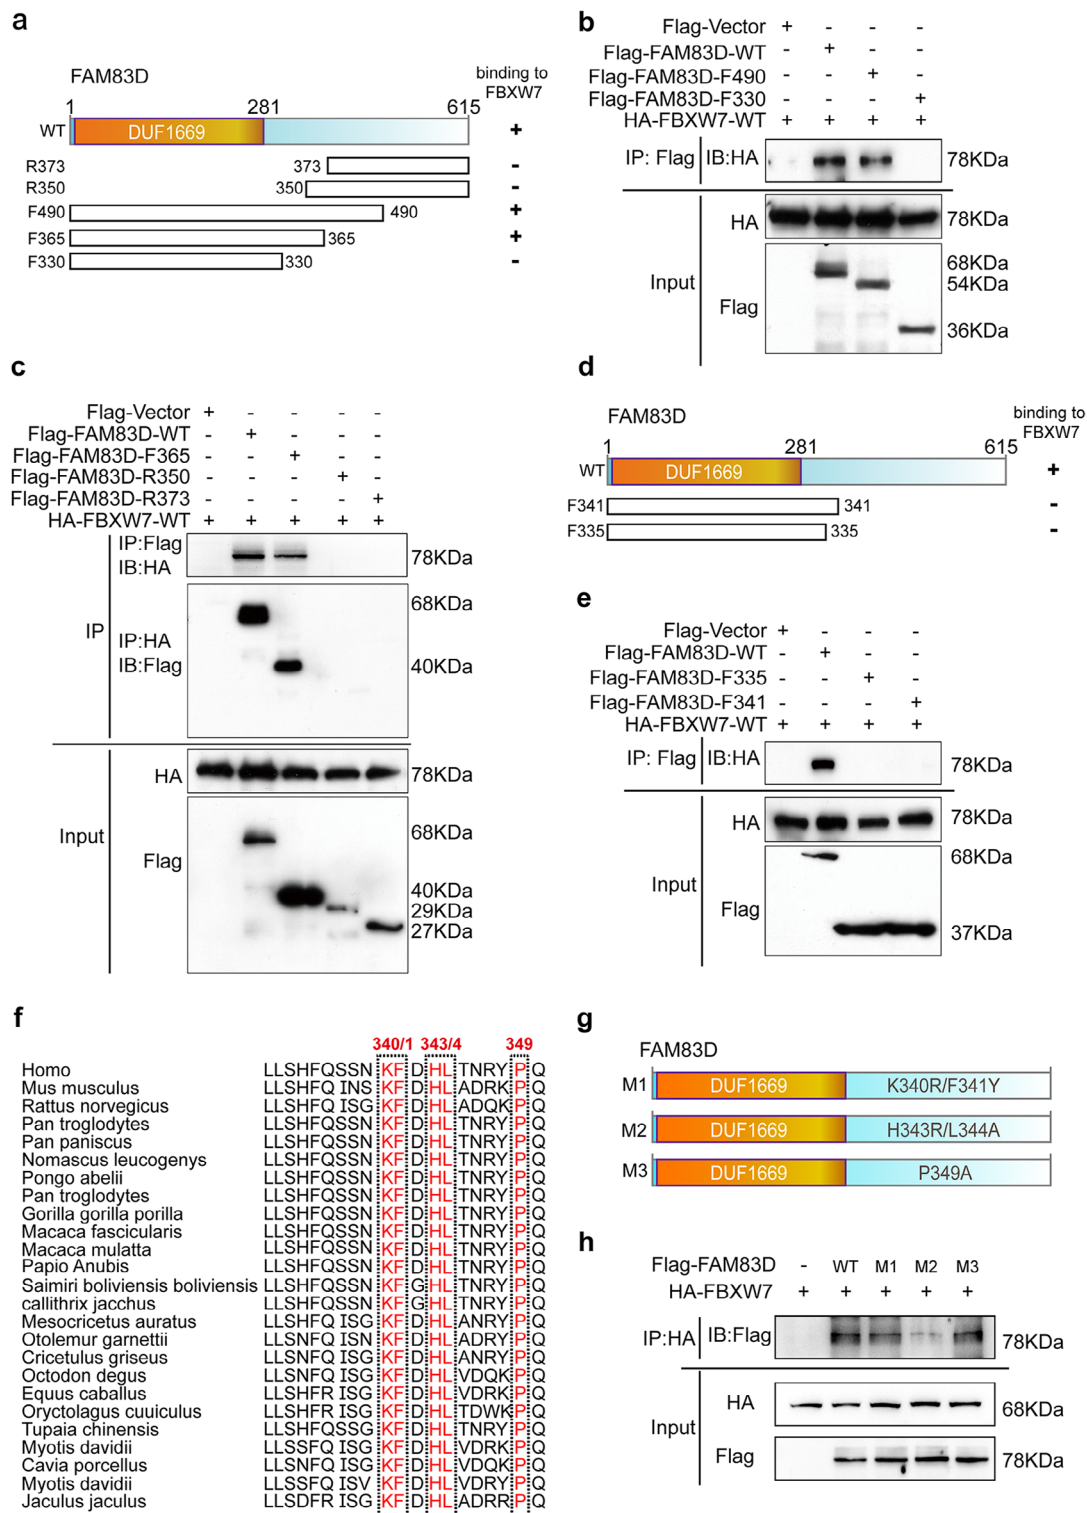 a
FAM83D
binding to
FBXW7
1 281 615
WT DUF1669 +
R373 373 -
R350 350 -
F490 490 +
F365 365 +
F330 330 -
b
Flag-Vector + - - -
Flag-FAM83D-WT - + - -
Flag-FAM83D-F490 - - + -
Flag-FAM83D-F330 - - - +
HA-FBXW7-WT + + + +
IP: Flag IB:HA 78KDa
HA 78KDa
Input
Flag
68KDa
54KDa
36KDa
c
Flag-Vector + - - - -
Flag-FAM83D-WT - + - - -
Flag-FAM83D-F365 - - + - -
Flag-FAM83D-R350 - - - + -
Flag-FAM83D-R373 - - - - +
HA-FBXW7-WT + + + + +
IP
IP:Flag
IB:HA
78KDa
IP:HA
IB:Flag
68KDa
40KDa
Input
HA 78KDa
Flag
68KDa
40KDa
29KDa
27KDa
d
FAM83D
binding to
FBXW7
1 281 615
WT DUF1669 +
F341 341 -
F335 335 -
e
Flag-Vector + - - -
Flag-FAM83D-WT - + - -
Flag-FAM83D-F335 - - + -
Flag-FAM83D-F341 - - - +
HA-FBXW7-WT + + + +
IP: Flag IB:HA 78KDa
HA 78KDa
Input
Flag
68KDa
37KDa
f
340/1 343/4 349
Homo LLSHFQSSN KF D HL TNRY P Q
Mus musculus LLSHFQ INS KF D HL ADRK P Q
Rattus norvegicus LLSHFQ ISG KF D HL ADQK P Q
Pan troglodytes LLSHFQSSN KF D HL TNRY P Q
Pan paniscus LLSHFQSSN KF D HL TNRY P Q
Nomascus leucogenys LLSHFQSSN KF D HL TNRY P Q
Pongo abelii LLSHFQSSN KF D HL TNRY P Q
Pan troglodytes LLSHFQSSN KF D HL TNRY P Q
Gorilla gorilla porilla LLSHFQSSN KF D HL TNRY P Q
Macaca fascicularis LLSHFQSSN KF D HL TNRY P Q
Macaca mulatta LLSHFQSSN KF D HL TNRY P Q
Papio Anubis LLSHFQSSN KF D HL TNRY P Q
Saimiri boliviensis boliviensis LLSHFQSSN KF G HL TNRY P Q
callithrix jacchus LLSHFQSSN KF G HL TNRY P Q
Mesocricetus auratus LLSHFQ ISG KF D HL ANRY P Q
Otolemur garnettii LLSNFQ ISN KF D HL ADRY P Q
Cricetulus griseus LLSNFQ ISG KF D HL ANRY P Q
Octodon degus LLSNFQ ISG KF D HL VDQK P Q
Equus caballus LLSHFR ISG KF D HL VDRK P Q
Oryctolagus cuuiculus LLSHFR ISG KF D HL TDWK P Q
Tupaia chinensis LLSHFQSSG KF D HL TNRY P Q
Myotis davidii LLSSFQ ISG KF D HL VDRK P Q
Cavia porcellus LLSNFQ ISG KF D HL VDQK P Q
Myotis davidii LLSSFQ ISV KF D HL VDRY P Q
Jaculus jaculus LLSDFR ISG KF D HL ADRR P Q
g
FAM83D
M1 DUF1669 K340R/F341Y
M2 DUF1669 H343R/L344A
M3 DUF1669 P349A
h
Flag-FAM83D - WT M1 M2 M3
HA-FBXW7 + + + + +
IP:HA IB:Flag 78KDa
Input
HA 68KDa
Flag 78KDa